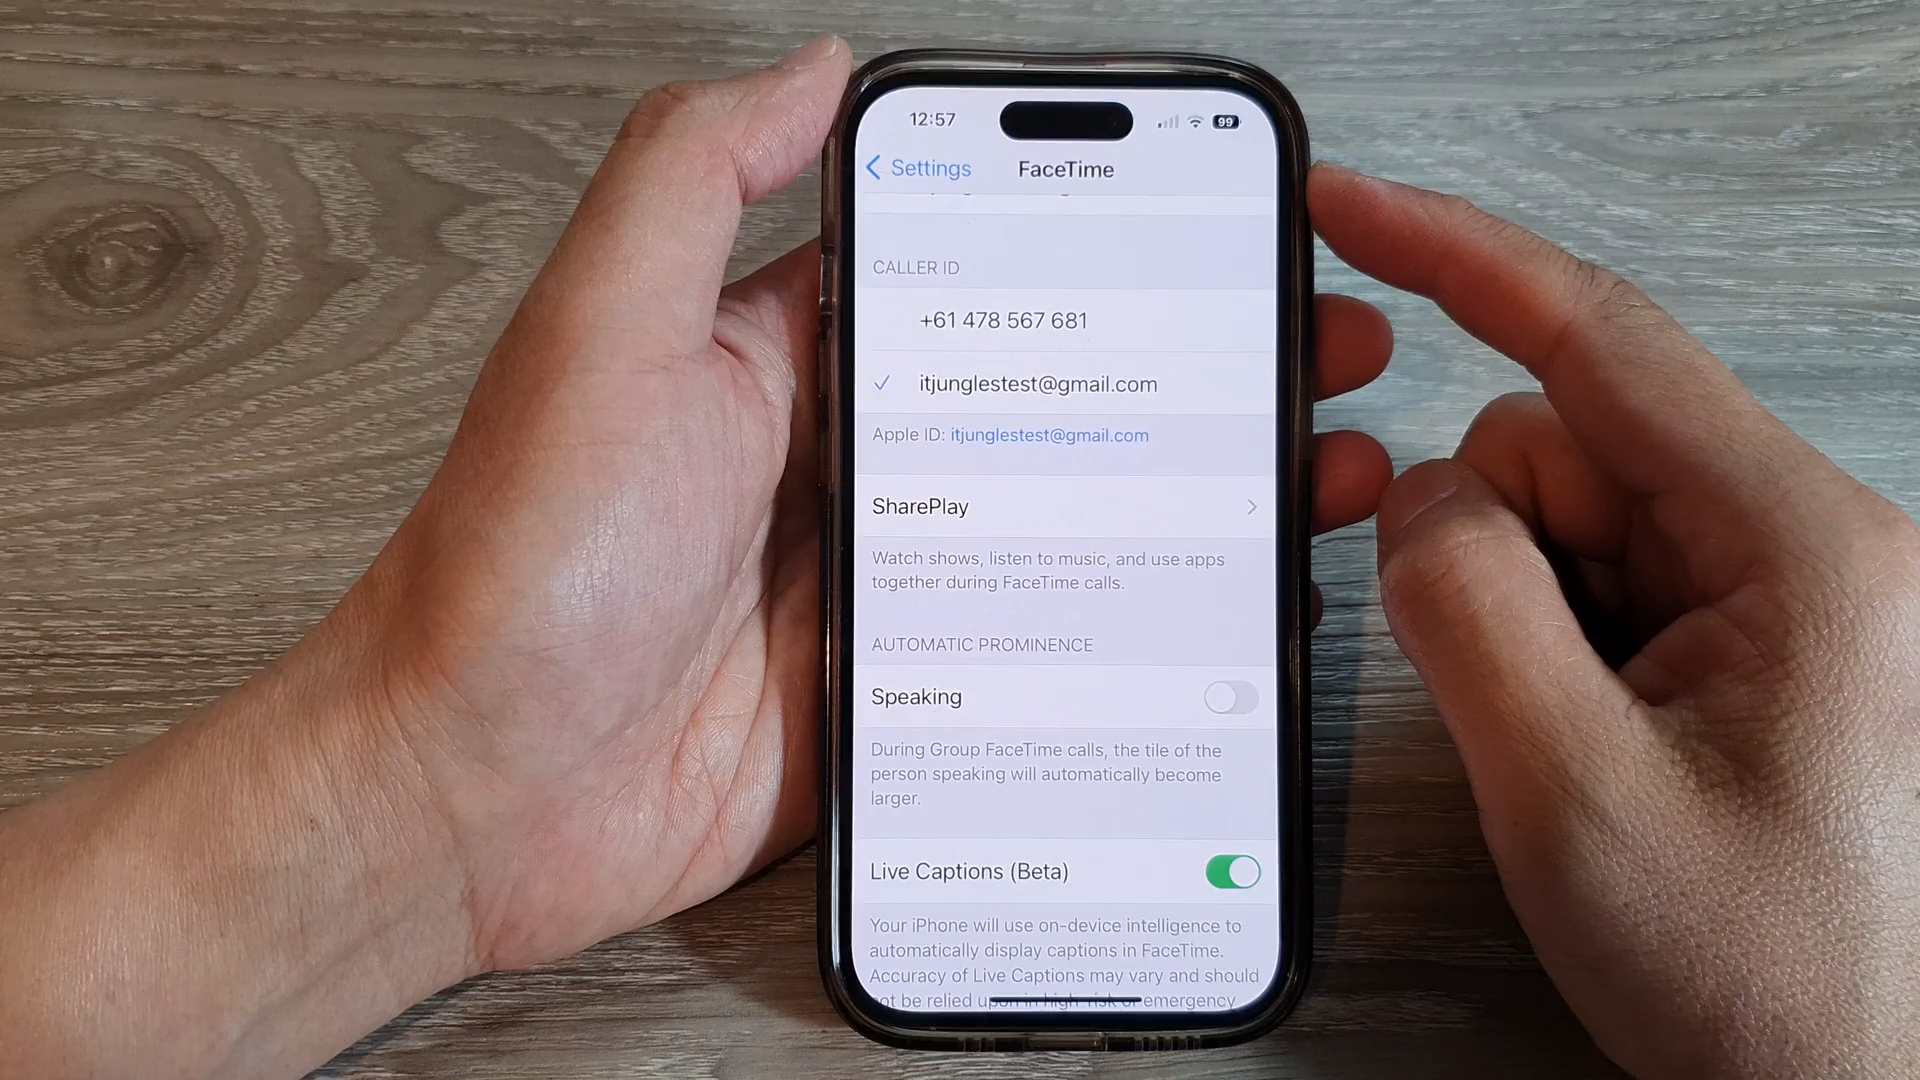 12:57
99
Settings
FaceTime
CALLER ID
+61 478 567 681
itjunglestest@gmail.com
Apple ID: itjunglestest@gmail.com
SharePlay
Watch shows, listen to music, and use apps
together during FaceTime calls.
AUTOMATIC PROMINENCE
Speaking
During Group FaceTime calls, the tile of the
person speaking will automatically become
larger.
Live Captions (Beta)
Your iPhone will use on-device intelligence to
automatically display captions in FaceTime.
Accuracy of Live Captions may vary and should
not be relied upon in high-risk or emergency